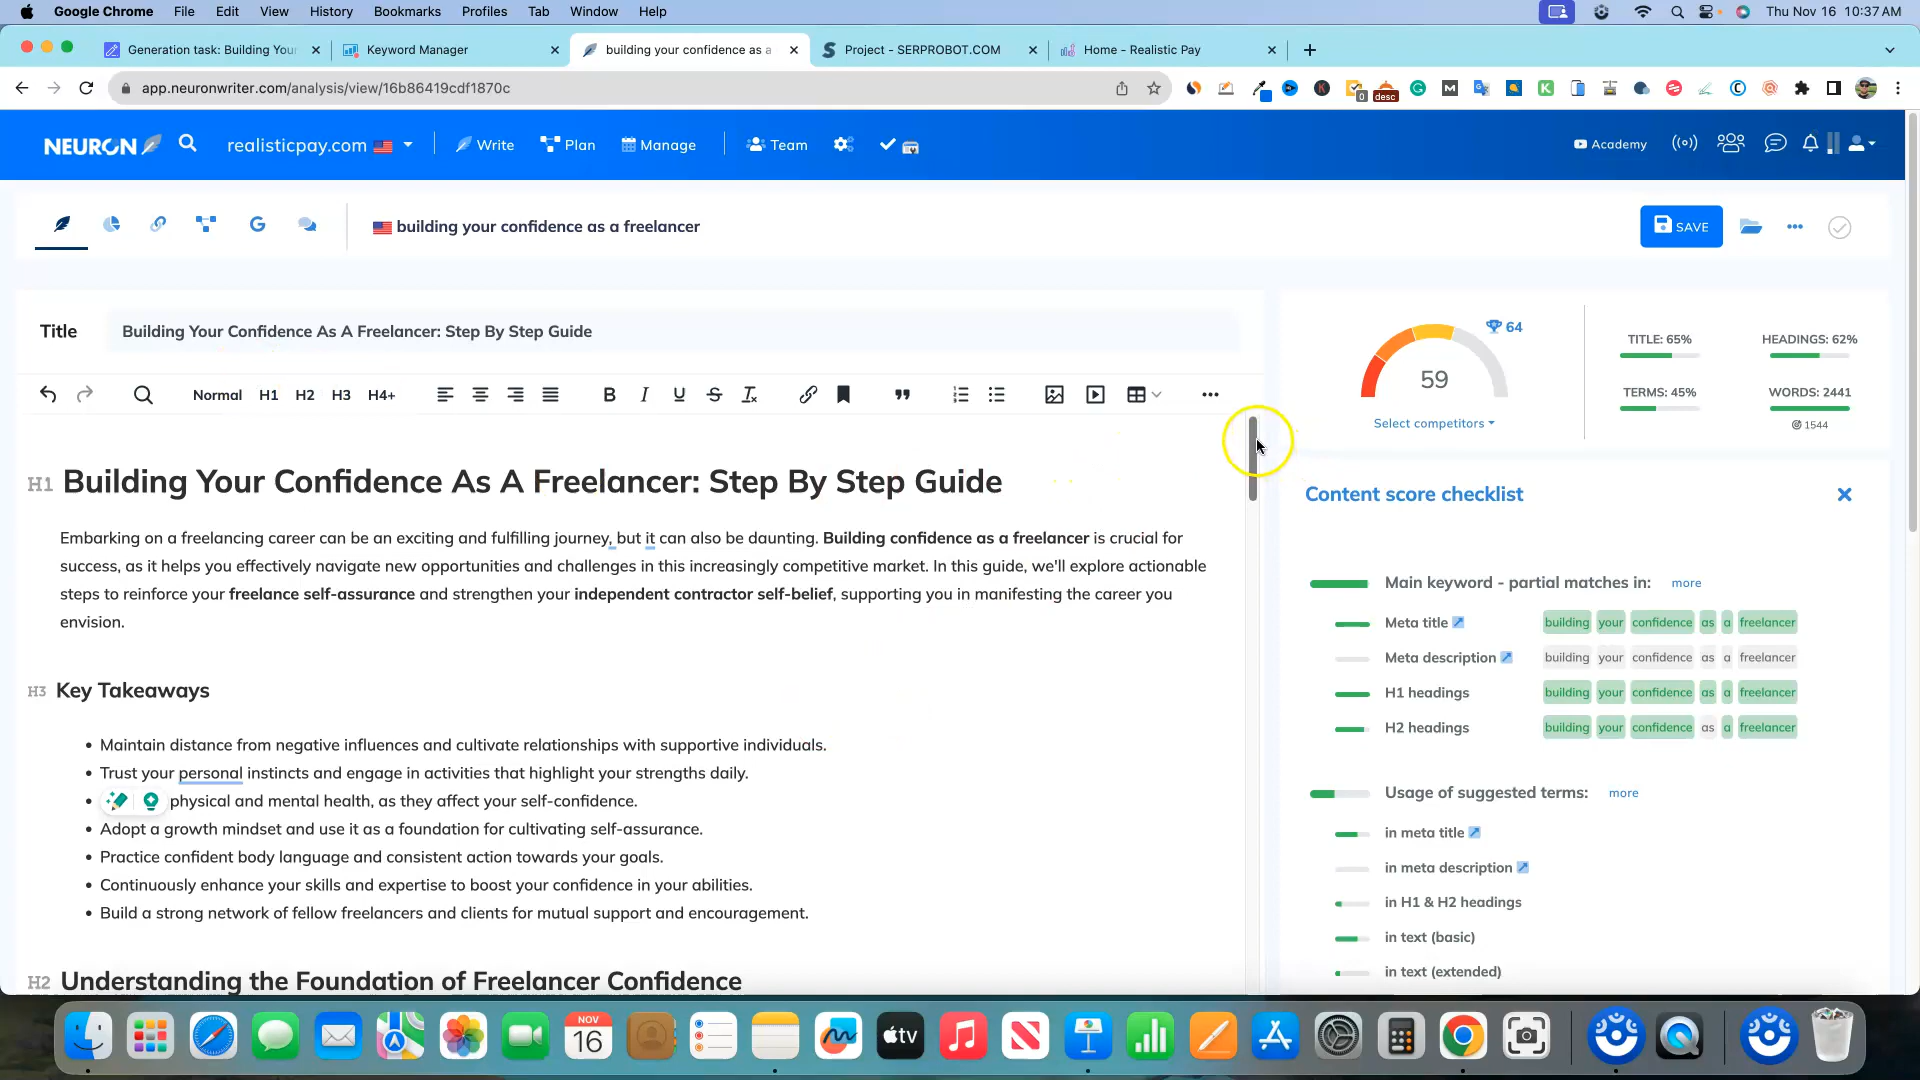 Google Chrome File Edit View History Bookmarks Profiles Tab Window Help Thu Nov 16 10:37 AM
Generation task: Building Your
Keyword Manager
building your confidence as a
Project - SERPROBOT.COM
Home - Realistic Pay
app.neuronwriter.com/analysis/view/16b86419cdf1870c
0
desc
NEURON realisticpay.com Write Plan Manage Team Academy
building your confidence as a freelancer
SAVE
Title Building Your Confidence As A Freelancer: Step By Step Guide
Normal H1 H2 H3 H4+
64
59
Select competitors
TITLE: 65% HEADINGS: 62%
TERMS: 45% WORDS: 2441
1544
H1 Building Your Confidence As A Freelancer: Step By Step Guide
Embarking on a freelancing career can be an exciting and fulfilling journey, but it can also be daunting. Building confidence as a freelancer is crucial for
success, as it helps you effectively navigate new opportunities and challenges in this increasingly competitive market. In this guide, we'll explore actionable
steps to reinforce your freelance self-assurance and strengthen your independent contractor self-belief, supporting you in manifesting the career you
envision.
H3 Key Takeaways
Maintain distance from negative influences and cultivate relationships with supportive individuals.
Trust your personal instincts and engage in activities that highlight your strengths daily.
physical and mental health, as they affect your self-confidence.
Adopt a growth mindset and use it as a foundation for cultivating self-assurance.
Practice confident body language and consistent action towards your goals.
Continuously enhance your skills and expertise to boost your confidence in your abilities.
Build a strong network of fellow freelancers and clients for mutual support and encouragement.
H2 Understanding the Foundation of Freelancer Confidence
Content score checklist
Main keyword - partial matches in: more
Meta title building your confidence as a freelancer
Meta description building your confidence as a freelancer
H1 headings building your confidence as a freelancer
H2 headings building your confidence as a freelancer
Usage of suggested terms: more
in meta title
in meta description
in H1 & H2 headings
in text (basic)
in text (extended)
NOV
16
tv